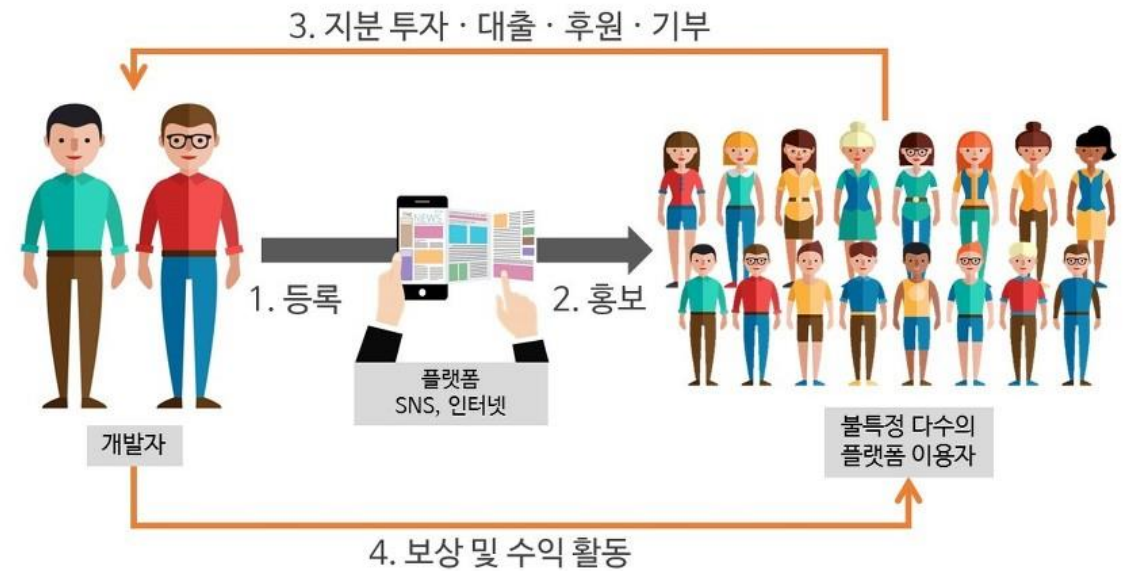 3. 지분 투자 · 대출 · 후원 · 기부
NEWS
1. 등록
2. 홍보
플랫폼
SNS, 인터넷
개발자
불특정 다수의
플랫폼 이용자
4. 보상 및 수익 활동